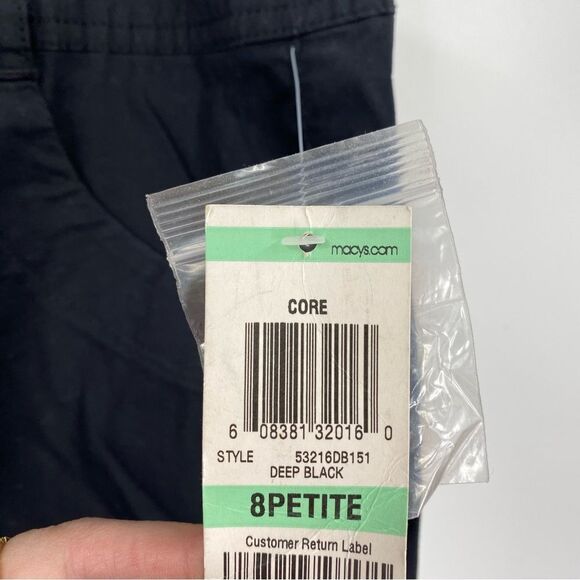 macys.com
CORE
6 08381 32016 0
STYLE 53216DB151
DEEP BLACK
8PETITE
Customer Return Label